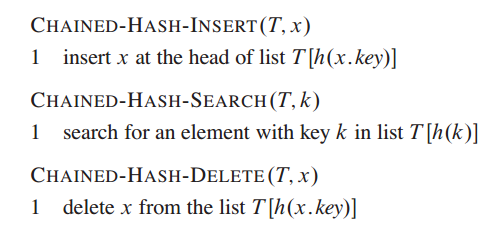 CHAINED-HASH-INSERT(T, x)
1 insert x at the head of list T[h(x.key)]
CHAINED-HASH-SEARCH(T, k)
1 search for an element with key k in list T[h(k)]
CHAINED-HASH-DELETE(T, x)
1 delete x from the list T[h(x.key)]